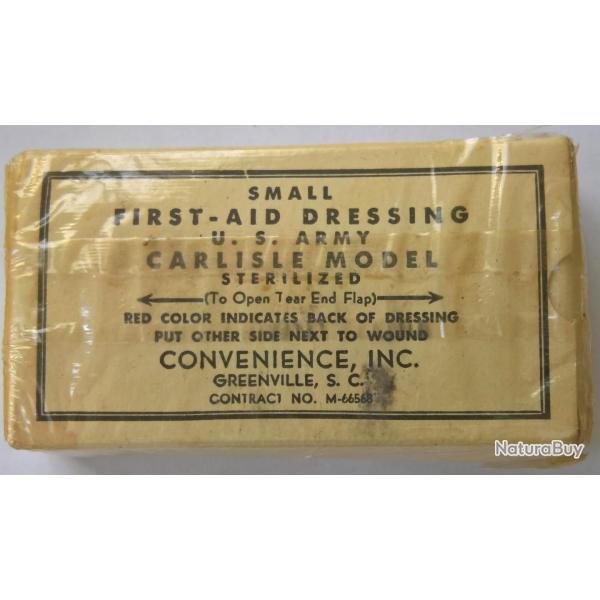 SMALL
FIRST-AID DRESSING
U. S. ARMY
CARLISLE MODEL
STERILIZED
(To Open Tear End Flap)
RED COLOR INDICATES BACK OF DRESSING
PUT OTHER SIDE NEXT TO WOUND
CONVENIENCE, INC.
GREENVILLE, S. C.
CONTRACT NO. M-66568
NaturaBuy